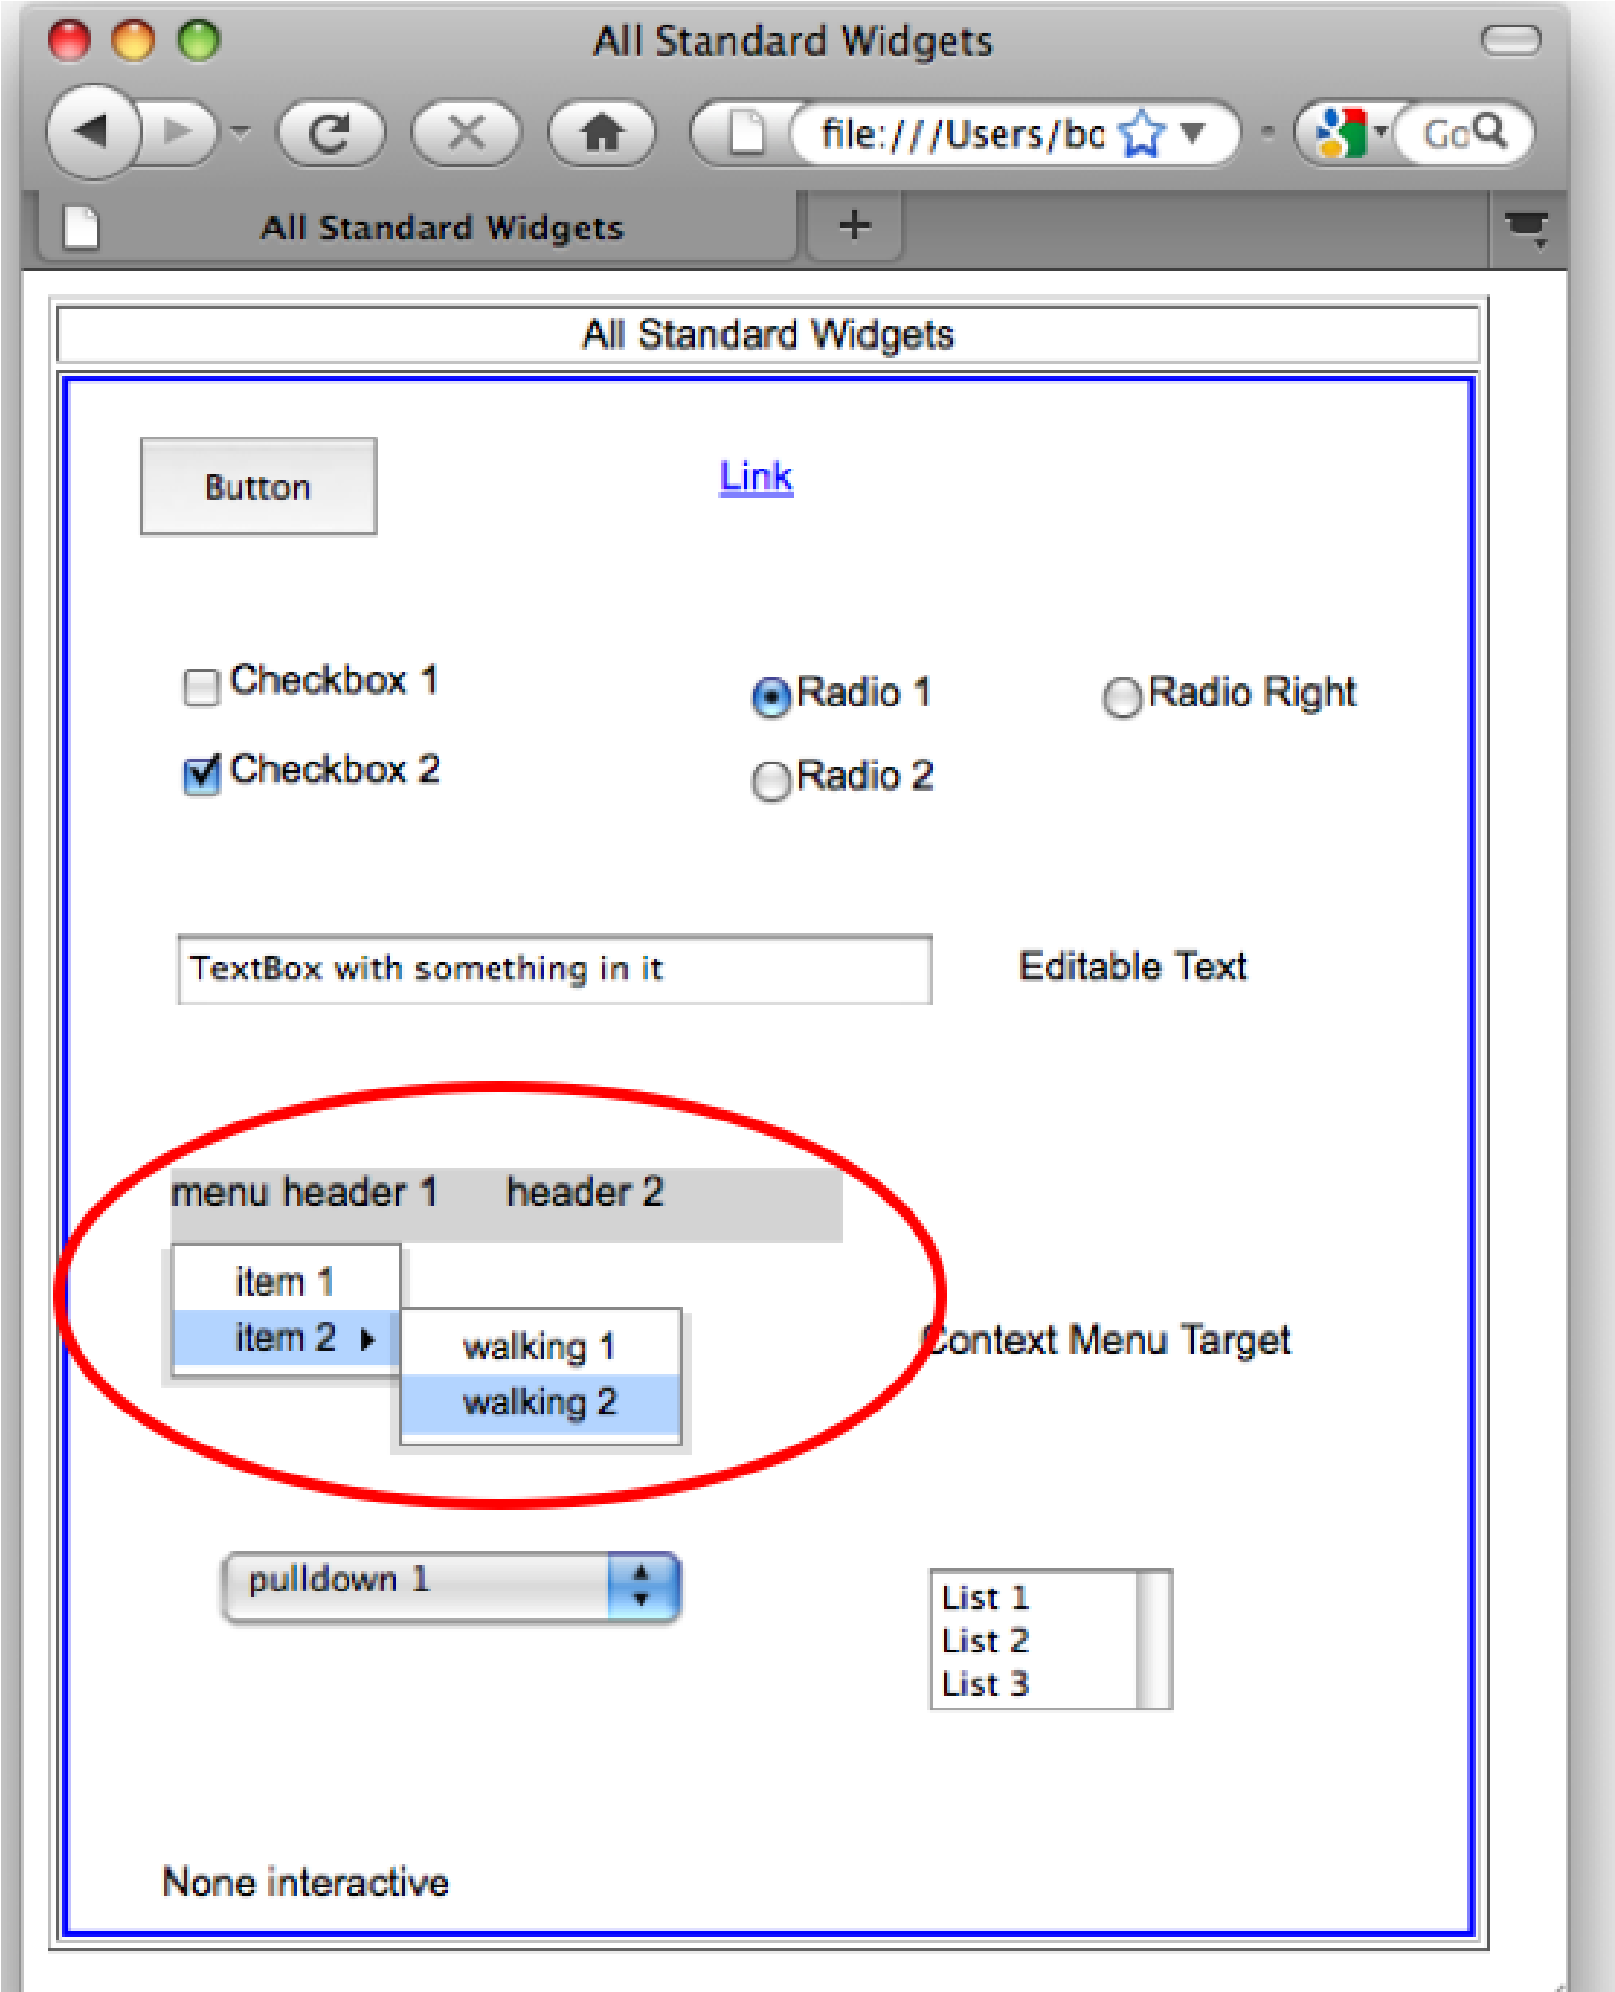 All Standard Widgets
file:///Users/bc
Go
All Standard Widgets
+
All Standard Widgets
Button Link
Checkbox 1 Radio 1 Radio Right
Checkbox 2 Radio 2
TextBox with something in it Editable Text
menu header 1 header 2
item 1
item 2
walking 1
Context Menu Target
walking 2
pulldown 1
List 1
List 2
List 3
None interactive